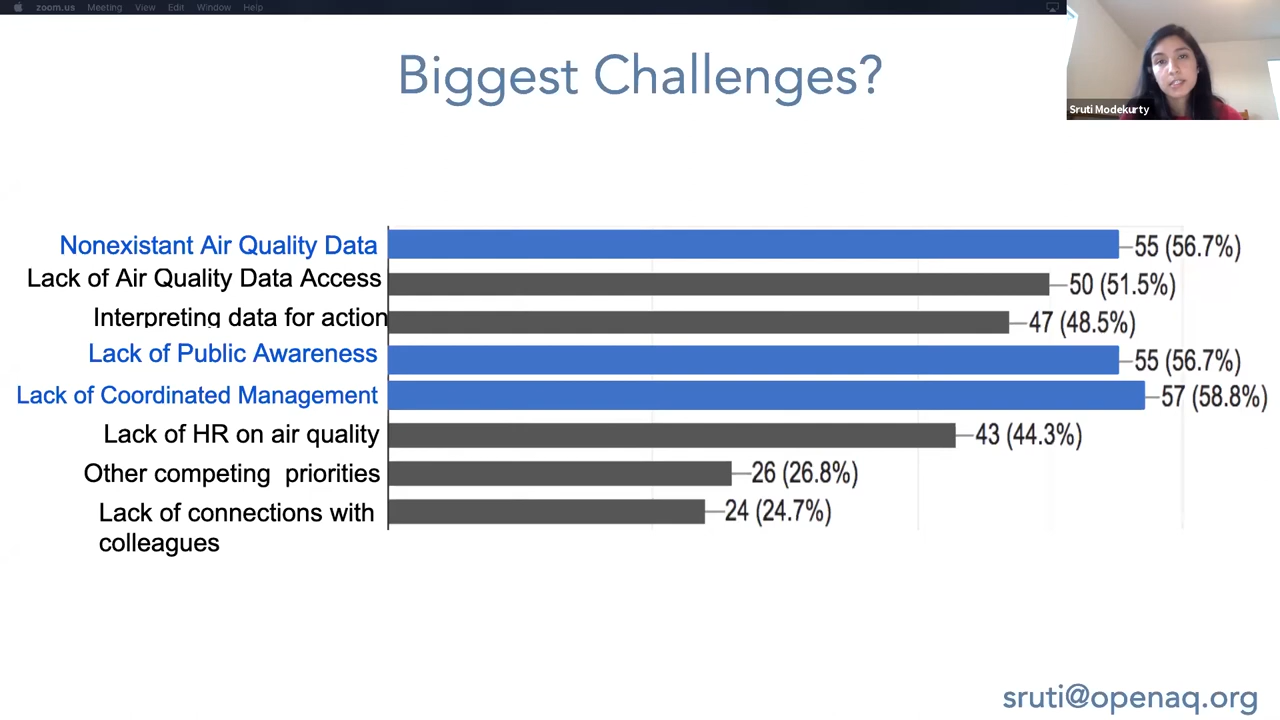 zoom.us Meeting View Edit Window Help
Biggest Challenges?
Sruti Modekurty
Nonexistant Air Quality Data 55 (56.7%)
Lack of Air Quality Data Access 50 (51.5%)
Interpreting data for action 47 (48.5%)
Lack of Public Awareness 55 (56.7%)
Lack of Coordinated Management 57 (58.8%)
Lack of HR on air quality 43 (44.3%)
Other competing priorities 26 (26.8%)
Lack of connections with 24 (24.7%)
colleagues
sruti@openaq.org